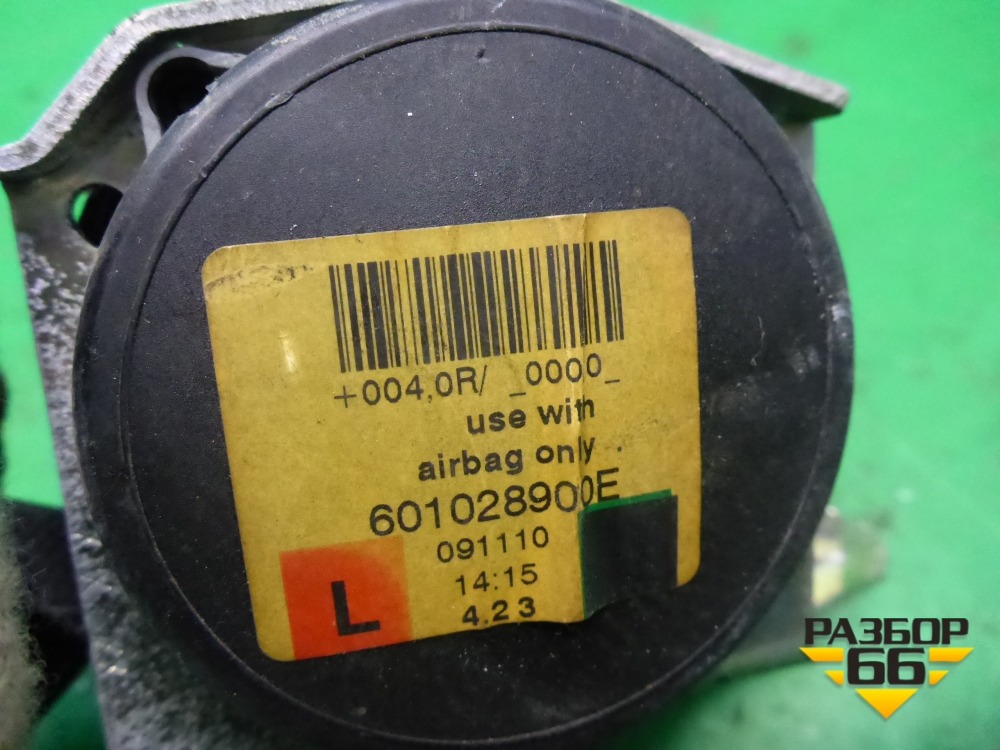 +004,0R/ _0000_
use with
airbag only
601028900E
091110
14:15
4.23
L
РАЗБОР
66